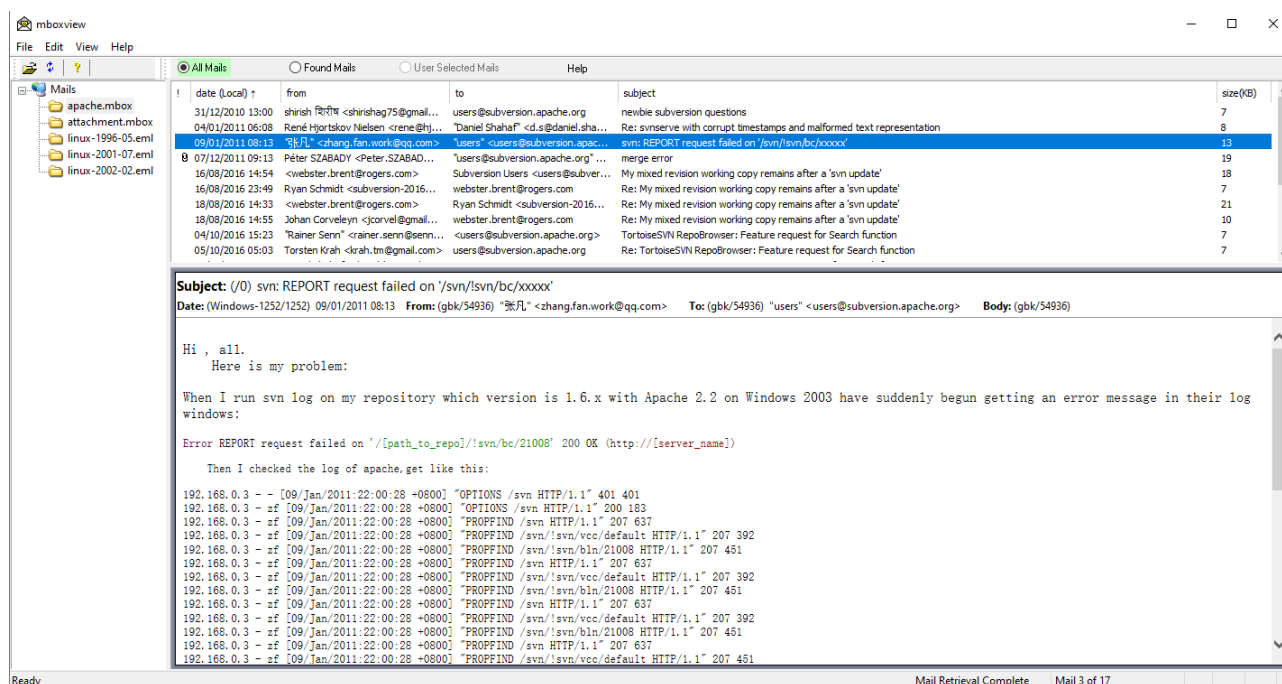 mboxview
File Edit View Help
All Mails Found Mails User Selected Mails Help
Mails
apache.mbox
attachment.mbox
linux-1996-05.eml
linux-2001-07.eml
linux-2002-02.eml
! date (Local) ↑ from to subject size(KB)
31/12/2010 13:00 shirish शिरीष <shirishag75@gmail... users@subversion.apache.org newbie subversion questions 7
04/01/2011 06:08 René Hjortskov Nielsen <rene@hj... "Daniel Shahaf" <d.s@daniel.sha... Re: svnserve with corrupt timestamps and malformed text representation 8
09/01/2011 08:13 "张凡" <zhang.fan.work@qq.com> "users" <users@subversion.apac... svn: REPORT request failed on '/svn/!svn/bc/xxxxx' 13
07/12/2011 09:13 Péter SZABADY <Peter.SZABAD... "users@subversion.apache.org" ... merge error 19
16/08/2016 14:54 <webster.brent@rogers.com> Subversion Users <users@subver... My mixed revision working copy remains after a 'svn update' 18
16/08/2016 23:49 Ryan Schmidt <subversion-2016... webster.brent@rogers.com Re: My mixed revision working copy remains after a 'svn update' 7
18/08/2016 14:33 <webster.brent@rogers.com> Ryan Schmidt <subversion-2016... Re: My mixed revision working copy remains after a 'svn update' 21
18/08/2016 14:55 Johan Corveleyn <jcorvel@gmail... webster.brent@rogers.com Re: My mixed revision working copy remains after a 'svn update' 10
04/10/2016 15:23 "Rainer Senn" <rainer.senn@senn... <users@subversion.apache.org> TortoiseSVN RepoBrowser: Feature request for Search function 7
05/10/2016 05:03 Torsten Krah <krah.tm@gmail.com> users@subversion.apache.org Re: TortoiseSVN RepoBrowser: Feature request for Search function 7
Subject: (/0) svn: REPORT request failed on '/svn/!svn/bc/xxxxx'
Date: (Windows-1252/1252) 09/01/2011 08:13 From: (gbk/54936) "张凡" <zhang.fan.work@qq.com> To: (gbk/54936) "users" <users@subversion.apache.org> Body: (gbk/54936)
Hi , all.
Here is my problem:
When I run svn log on my repository which version is 1.6.x with Apache 2.2 on Windows 2003 have suddenly begun getting an error message in their log
windows:
Error REPORT request failed on '/[path_to_repo]/!svn/bc/21008' 200 OK (http://[server_name])
Then I checked the log of apache,get like this:
192.168.0.3 - - [09/Jan/2011:22:00:28 +0800] "OPTIONS /svn HTTP/1.1" 401 401
192.168.0.3 - zf [09/Jan/2011:22:00:28 +0800] "OPTIONS /svn HTTP/1.1" 200 183
192.168.0.3 - zf [09/Jan/2011:22:00:28 +0800] "PROPFIND /svn HTTP/1.1" 207 637
192.168.0.3 - zf [09/Jan/2011:22:00:28 +0800] "PROPFIND /svn/!svn/vcc/default HTTP/1.1" 207 392
192.168.0.3 - zf [09/Jan/2011:22:00:28 +0800] "PROPFIND /svn/!svn/bln/21008 HTTP/1.1" 207 451
192.168.0.3 - zf [09/Jan/2011:22:00:28 +0800] "PROPFIND /svn HTTP/1.1" 207 637
192.168.0.3 - zf [09/Jan/2011:22:00:28 +0800] "PROPFIND /svn/!svn/vcc/default HTTP/1.1" 207 392
192.168.0.3 - zf [09/Jan/2011:22:00:28 +0800] "PROPFIND /svn/!svn/bln/21008 HTTP/1.1" 207 451
192.168.0.3 - zf [09/Jan/2011:22:00:28 +0800] "PROPFIND /svn HTTP/1.1" 207 637
192.168.0.3 - zf [09/Jan/2011:22:00:28 +0800] "PROPFIND /svn/!svn/vcc/default HTTP/1.1" 207 392
192.168.0.3 - zf [09/Jan/2011:22:00:28 +0800] "PROPFIND /svn/!svn/bln/21008 HTTP/1.1" 207 451
192.168.0.3 - zf [09/Jan/2011:22:00:28 +0800] "PROPFIND /svn HTTP/1.1" 207 637
192.168.0.3 - zf [09/Jan/2011:22:00:28 +0800] "PROPFIND /svn/!svn/vcc/default HTTP/1.1" 207 451
Ready Mail Retrieval Complete Mail 3 of 17